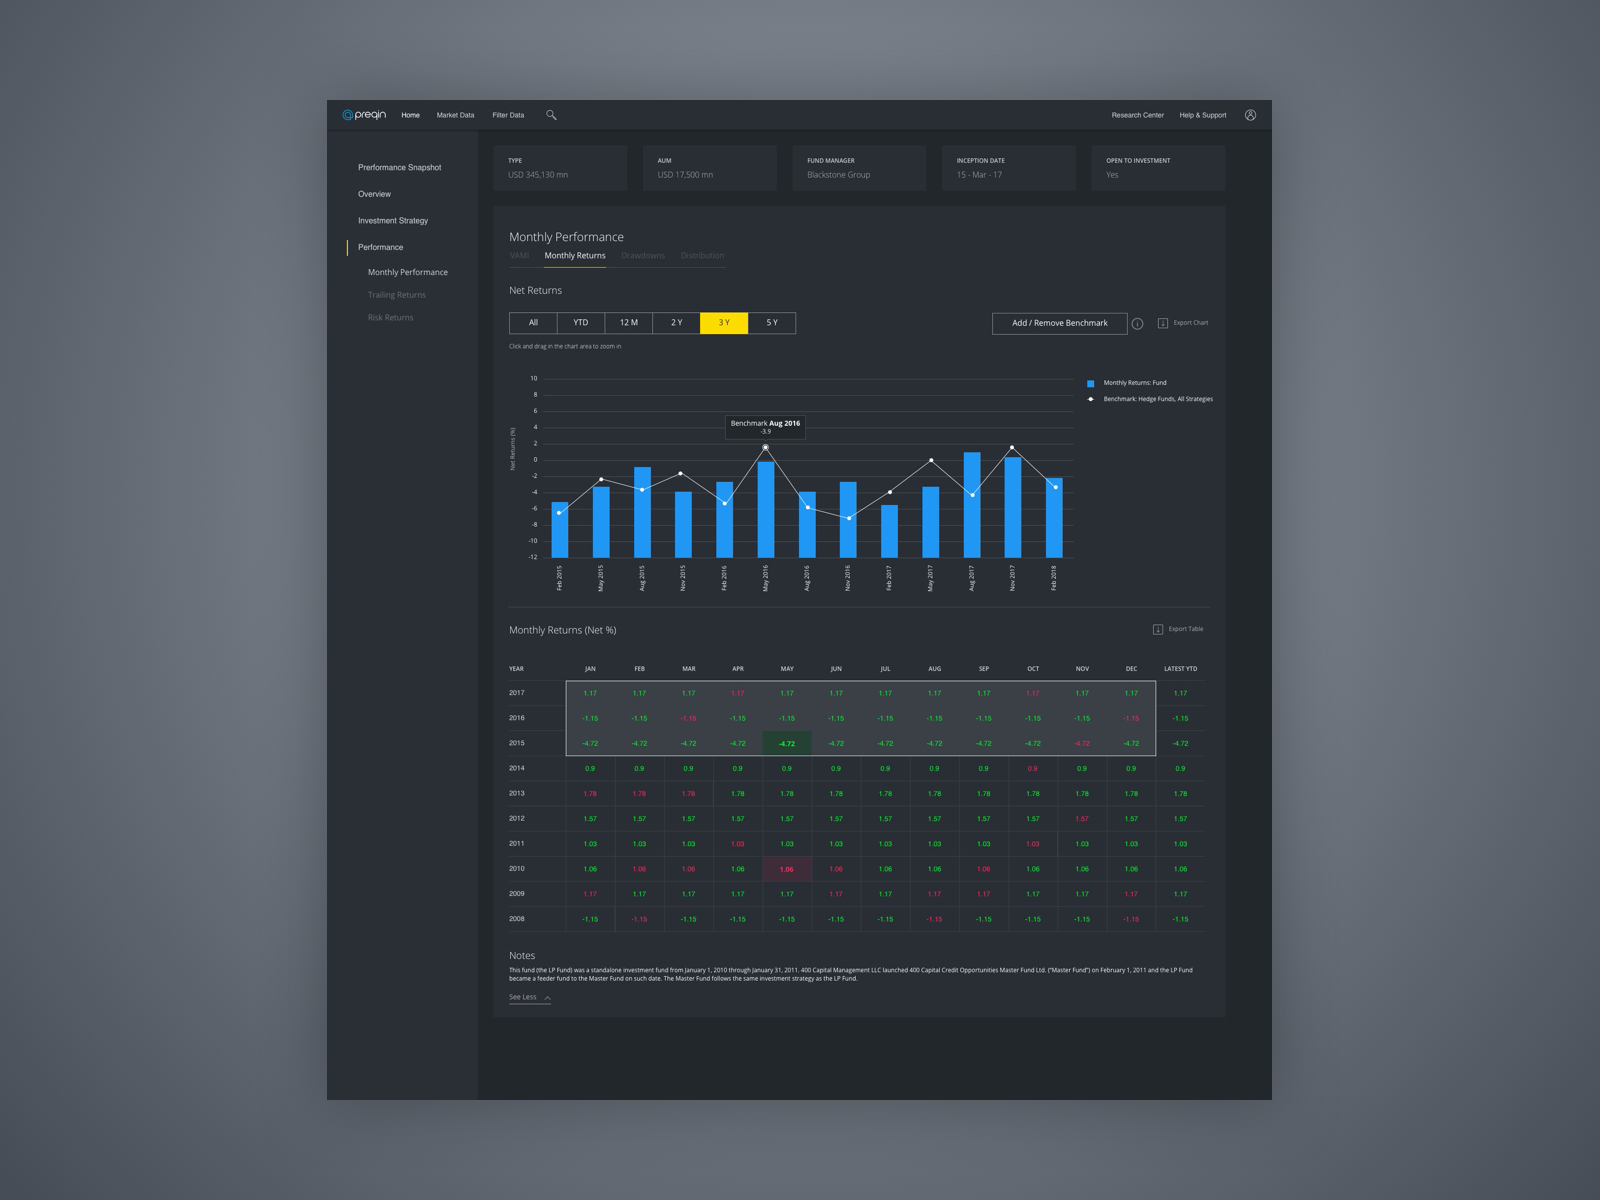 preqin Home Market Data Filter Data Research Center Help & Support
Prerformance Snapshot
Overview
Investment Strategy
Performance
Monthly Performance
Trailing Returns
Risk Returns
TYPE
USD 345,130 mn
AUM
USD 17,500 mn
FUND MANAGER
Blackstone Group
INCEPTION DATE
15 - Mar - 17
OPEN TO INVESTMENT
Yes
Monthly Performance
VAMI Monthly Returns Drawdowns Distribution
Net Returns
All YTD 12 M 2 Y 3 Y 5 Y
Add / Remove Benchmark
Export Chart
Click and drag in the chart area to zoom in
Net Returns (%)
10
8
6
4
2
0
-2
-4
-6
-8
-10
-12
Benchmark Aug 2016
-3.9
Monthly Returns: Fund
Benchmark: Hedge Funds, All Strategies
Feb 2015
May 2015
Aug 2015
Nov 2015
Feb 2016
May 2016
Aug 2016
Nov 2016
Feb 2017
May 2017
Aug 2017
Nov 2017
Feb 2018
Monthly Returns (Net %)
Export Table
YEAR JAN FEB MAR APR MAY JUN JUL AUG SEP OCT NOV DEC LATEST YTD
2017 1.17 1.17 1.17 1.17 1.17 1.17 1.17 1.17 1.17 1.17 1.17 1.17 1.17
2016 -1.15 -1.15 -1.15 -1.15 -1.15 -1.15 -1.15 -1.15 -1.15 -1.15 -1.15 -1.15 -1.15
2015 -4.72 -4.72 -4.72 -4.72 -4.72 -4.72 -4.72 -4.72 -4.72 -4.72 -4.72 -4.72 -4.72
2014 0.9 0.9 0.9 0.9 0.9 0.9 0.9 0.9 0.9 0.9 0.9 0.9 0.9
2013 1.78 1.78 1.78 1.78 1.78 1.78 1.78 1.78 1.78 1.78 1.78 1.78 1.78
2012 1.57 1.57 1.57 1.57 1.57 1.57 1.57 1.57 1.57 1.57 1.57 1.57 1.57
2011 1.03 1.03 1.03 1.03 1.03 1.03 1.03 1.03 1.03 1.03 1.03 1.03 1.03
2010 1.06 1.06 1.06 1.06 1.06 1.06 1.06 1.06 1.06 1.06 1.06 1.06 1.06
2009 1.17 1.17 1.17 1.17 1.17 1.17 1.17 1.17 1.17 1.17 1.17 1.17 1.17
2008 -1.15 -1.15 -1.15 -1.15 -1.15 -1.15 -1.15 -1.15 -1.15 -1.15 -1.15 -1.15 -1.15
Notes
This fund (the LP Fund) was a standalone investment fund from January 1, 2010 through January 31, 2011. 400 Capital Management LLC launched 400 Capital Credit Opportunities Master Fund Ltd. ("Master Fund") on February 1, 2011 and the LP Fund
became a feeder fund to the Master Fund on such date. The Master Fund follows the same investment strategy as the LP Fund.
See Less